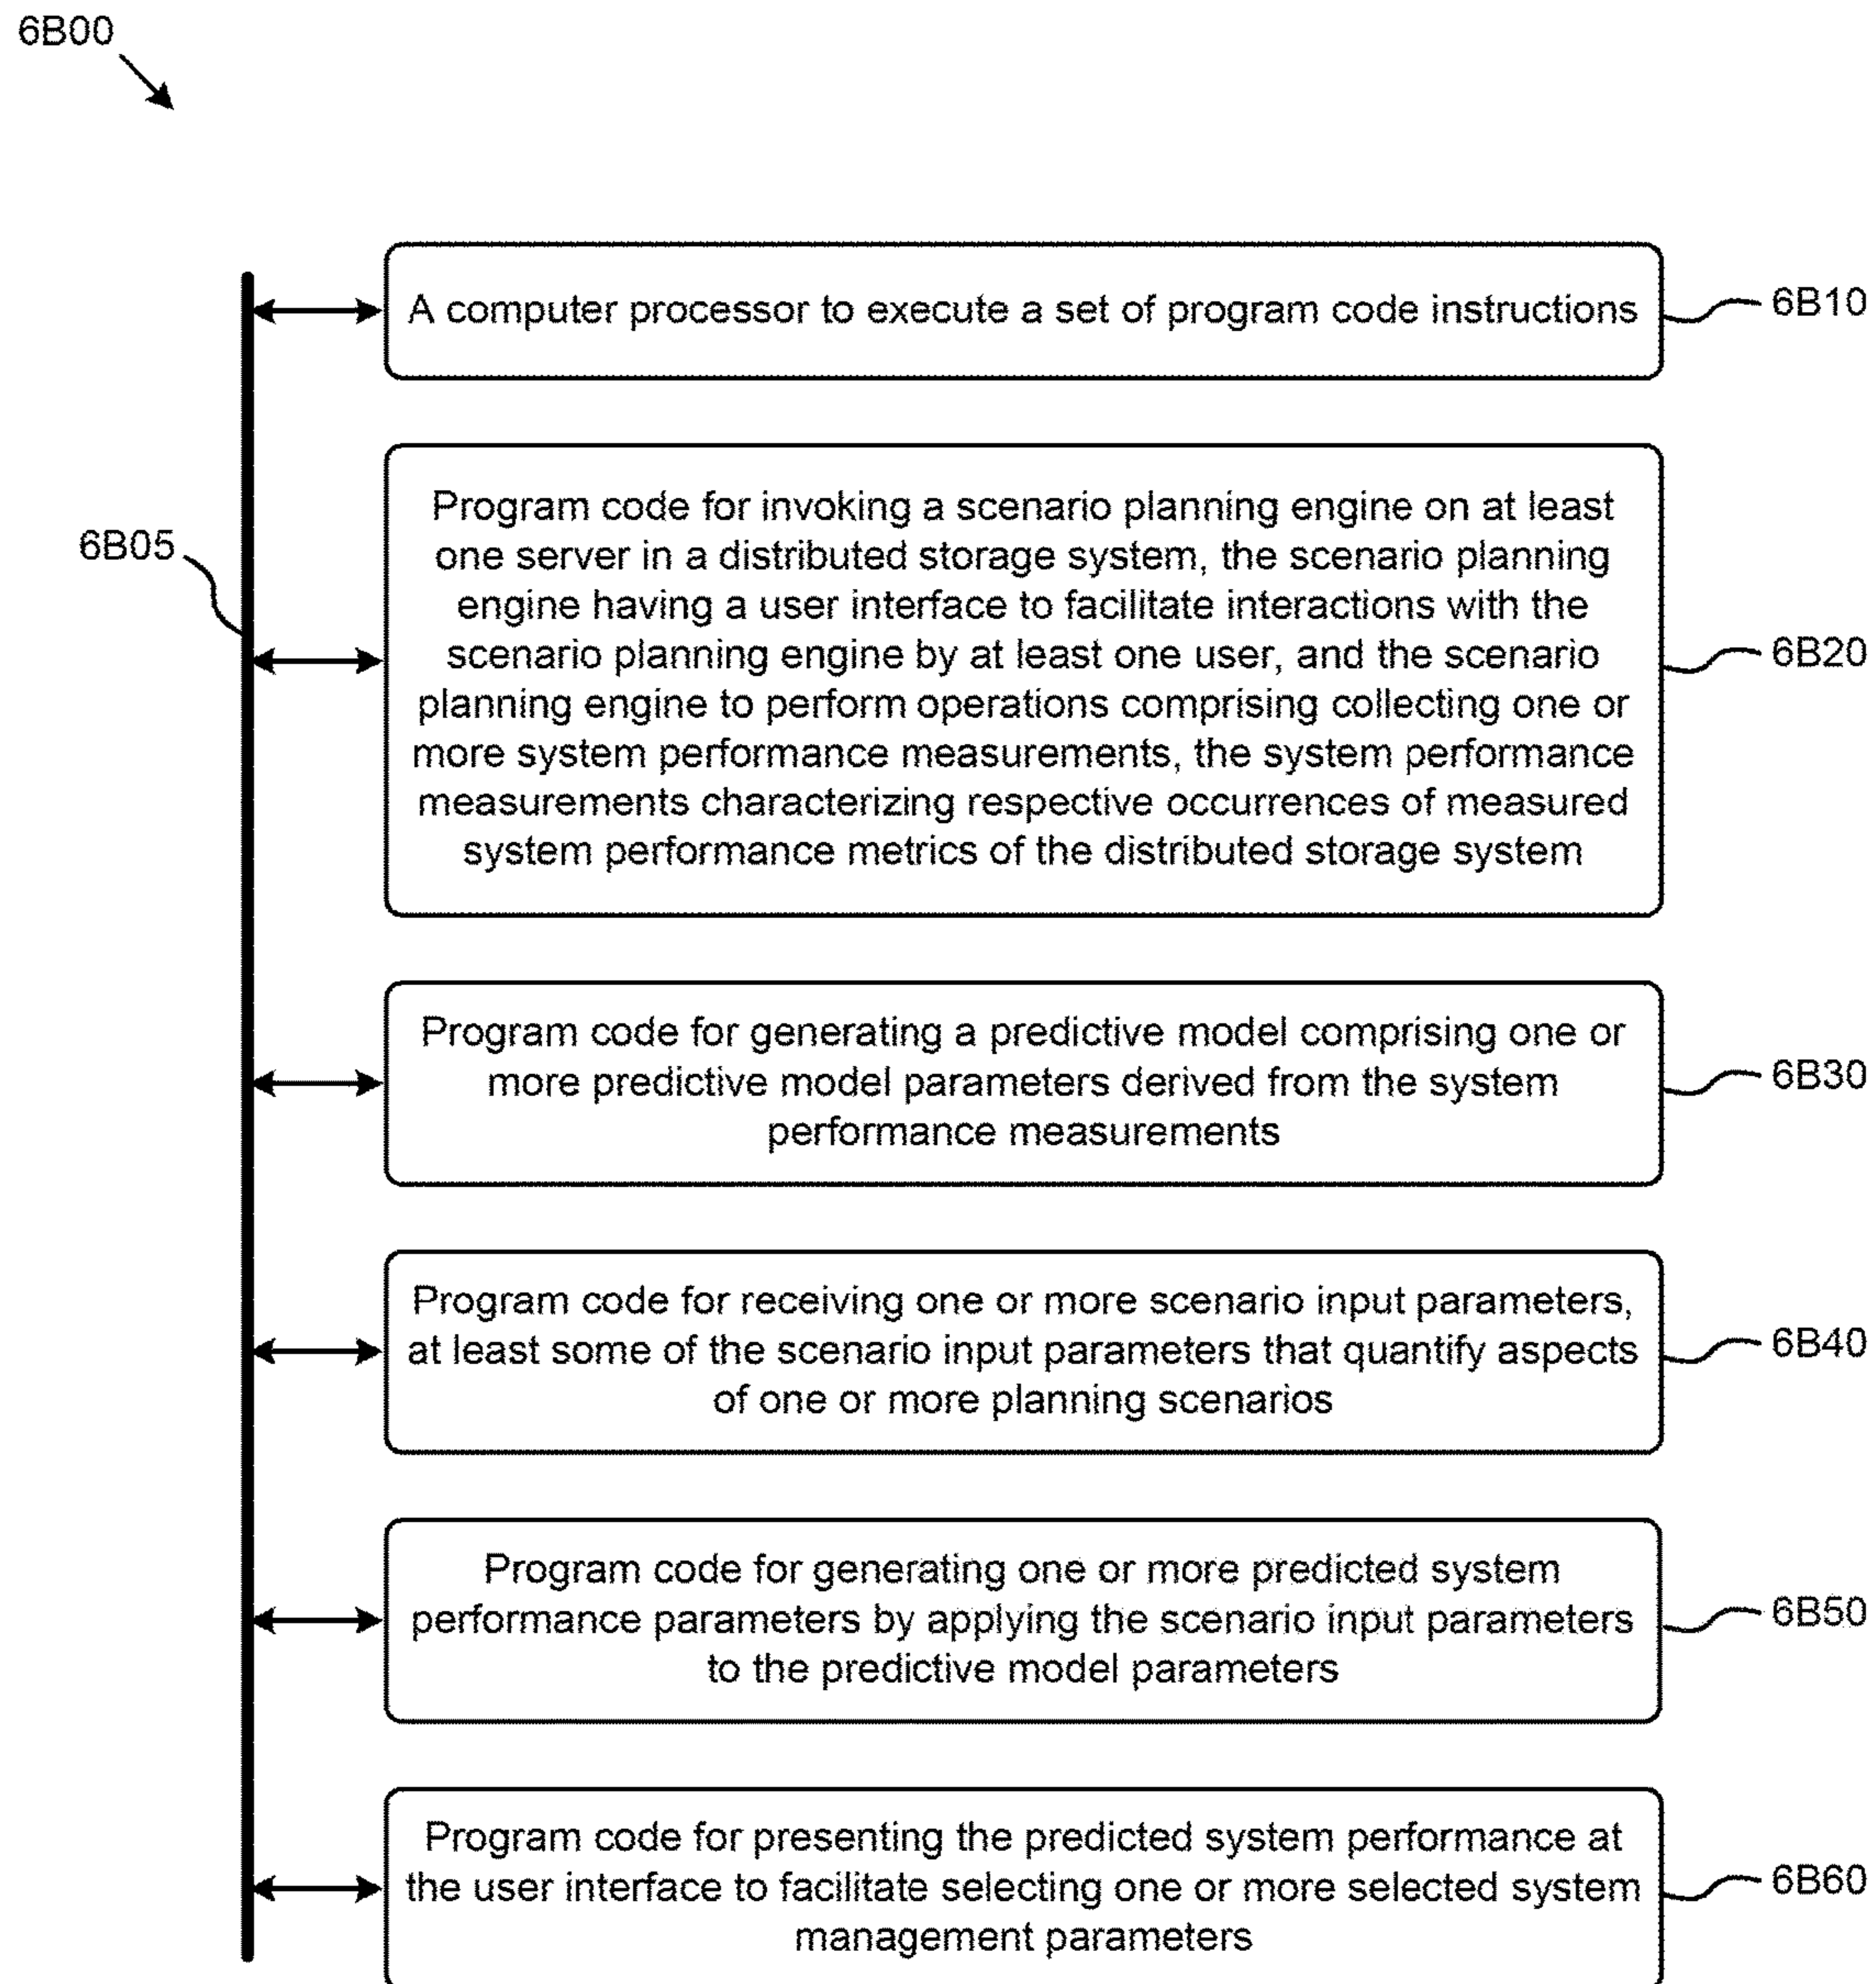 6B00
A computer processor to execute a set of program code instructions
6B10
6B05
Program code for invoking a scenario planning engine on at least
one server in a distributed storage system, the scenario planning
engine having a user interface to facilitate interactions with the
scenario planning engine by at least one user, and the scenario
planning engine to perform operations comprising collecting one or
more system performance measurements, the system performance
measurements characterizing respective occurrences of measured
system performance metrics of the distributed storage system
6B20
Program code for generating a predictive model comprising one or
more predictive model parameters derived from the system
performance measurements
6B30
Program code for receiving one or more scenario input parameters,
at least some of the scenario input parameters that quantify aspects
of one or more planning scenarios
6B40
Program code for generating one or more predicted system
performance parameters by applying the scenario input parameters
to the predictive model parameters
6B50
Program code for presenting the predicted system performance at
the user interface to facilitate selecting one or more selected system
management parameters
6B60